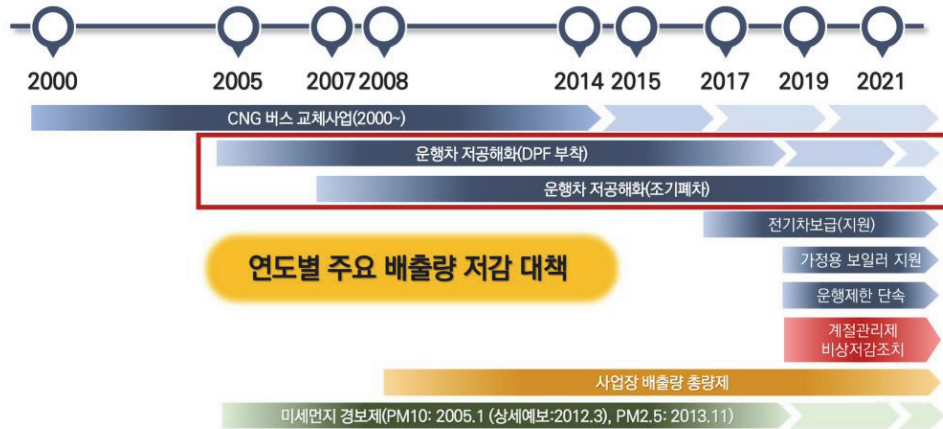 2000 2005 2007 2008 2014 2015 2017 2019 2021
CNG 버스 교체사업(2000~)
운행차 저공해화(DPF 부착)
운행차 저공해화(조기폐차)
전기차보급(지원)
연도별 주요 배출량 저감 대책
가정용 보일러 지원
운행제한 단속
계절관리제
비상저감조치
사업장 배출량 총량제
미세먼지 경보제(PM10: 2005.1 (상세예보:2012.3), PM2.5: 2013.11)